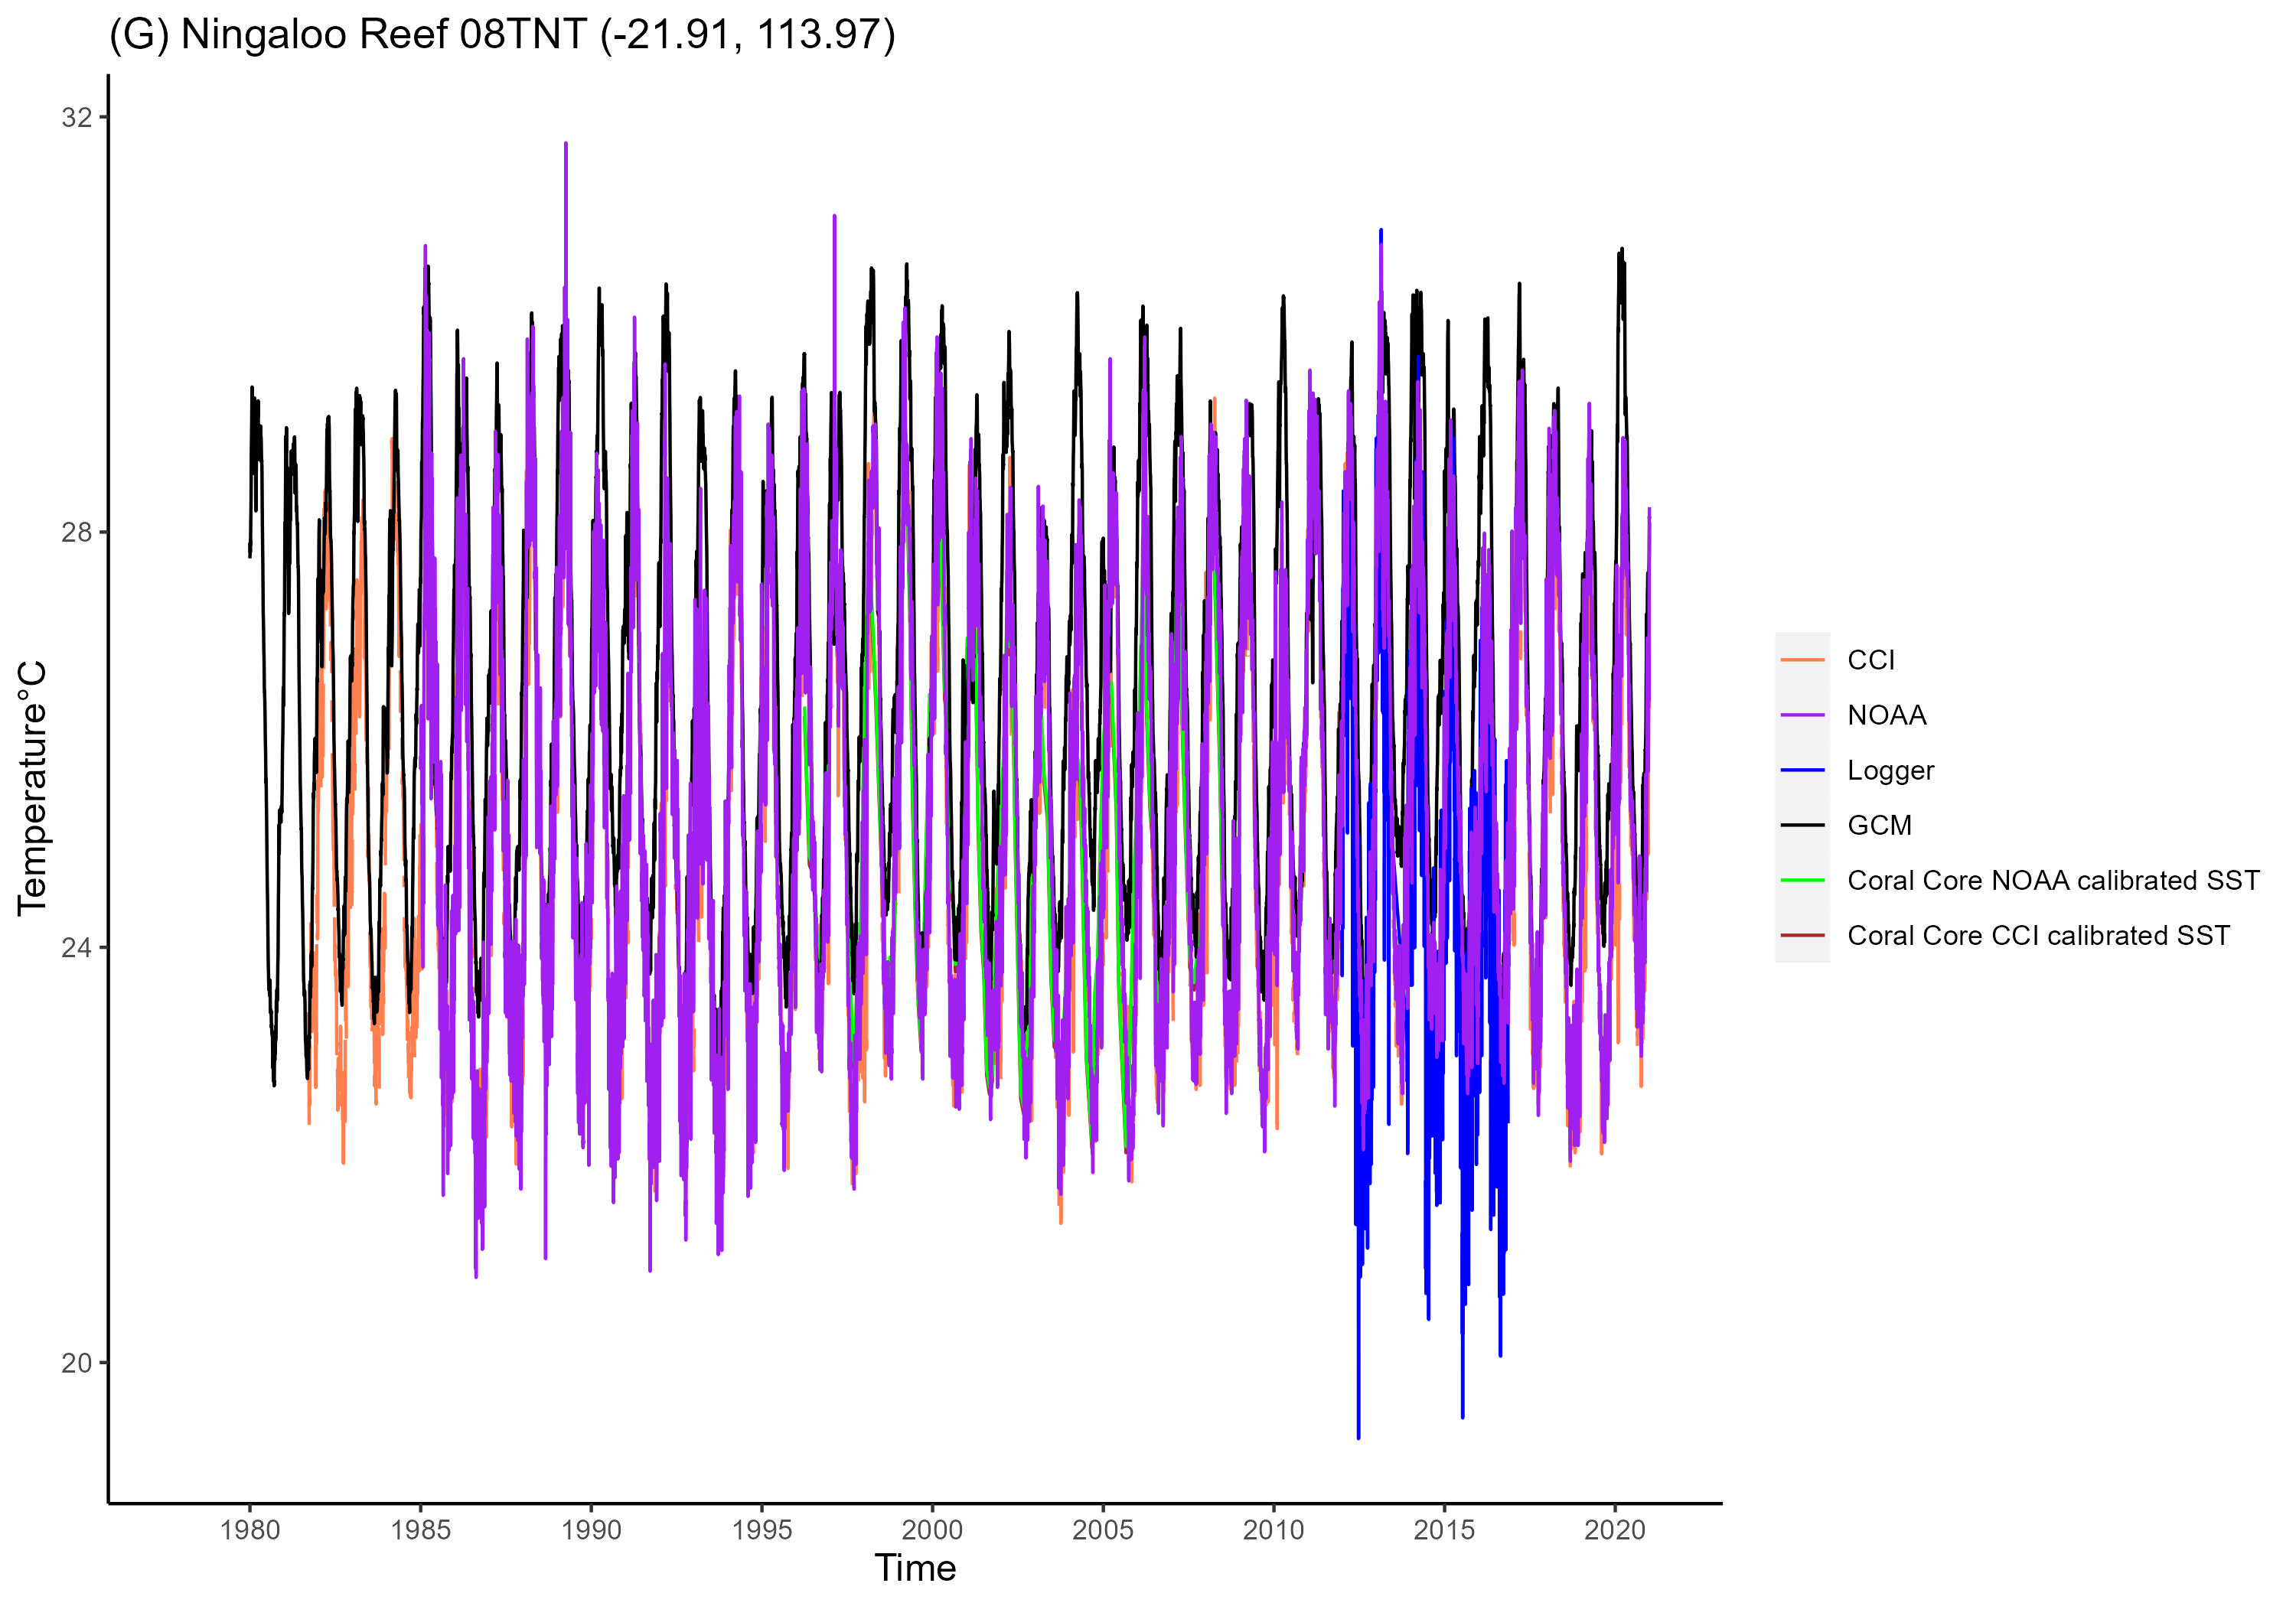 (G) Ningaloo Reef 08TNT (-21.91, 113.97)
32
28
24
20
Temperature°C
1980 1985 1990 1995 2000 2005 2010 2015 2020
Time
CCI
NOAA
Logger
GCM
Coral Core NOAA calibrated SST
Coral Core CCI calibrated SST